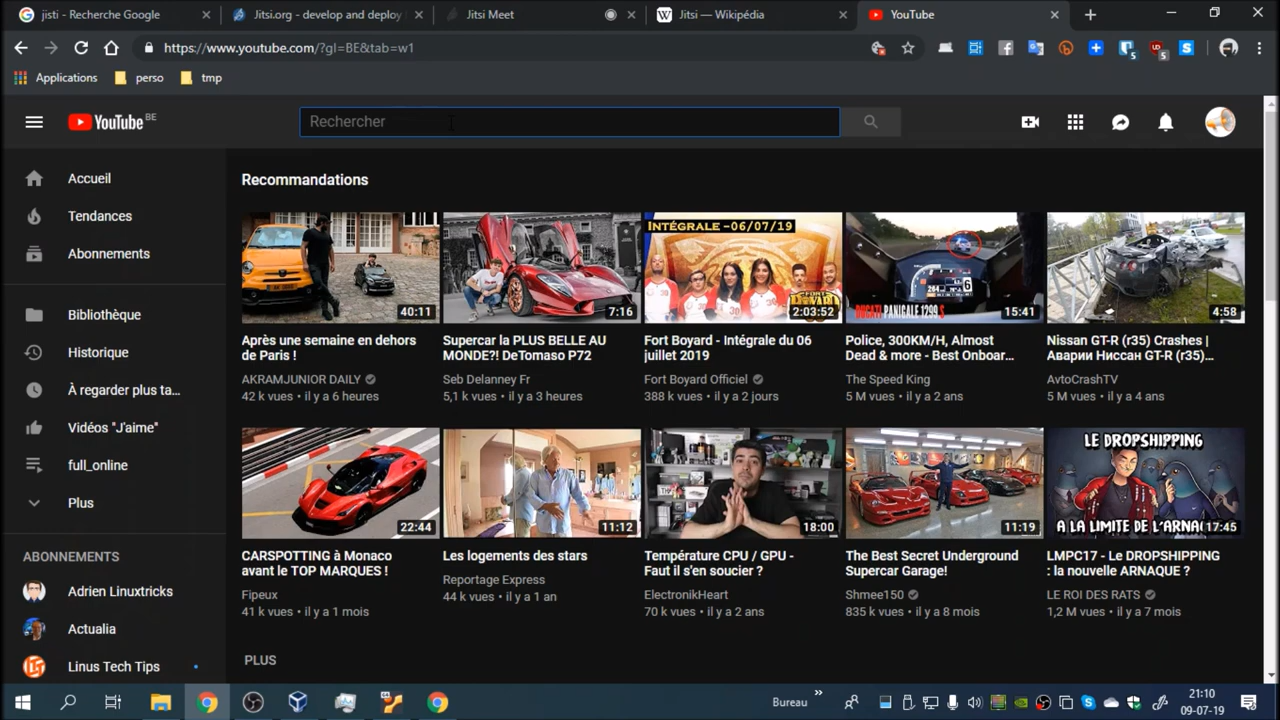 jisti - Recherche Google
Jitsi.org - develop and deploy
Jitsi Meet
Jitsi — Wikipédia
YouTube
https://www.youtube.com/?gl=BE&tab=w1
Applications
perso
tmp
YouTube BE
Rechercher
Accueil
Tendances
Abonnements
Bibliothèque
Historique
À regarder plus ta...
Vidéos "J'aime"
full_online
Plus
ABONNEMENTS
Adrien Linuxtricks
Actualia
Linus Tech Tips
Recommandations
40:11
Après une semaine en dehors
de Paris !
AKRAMJUNIOR DAILY
42 k vues • il y a 6 heures
7:16
Supercar la PLUS BELLE AU
MONDE?! DeTomaso P72
Seb Delanney Fr
5,1 k vues • il y a 3 heures
INTÉGRALE -06/07/19
FORT BOYARD
2:03:52
Fort Boyard - Intégrale du 06
juillet 2019
Fort Boyard Officiel
388 k vues • il y a 2 jours
264
6
DUCATI PANIGALE 1299 S
15:41
Police, 300KM/H, Almost
Dead & more - Best Onboar...
The Speed King
5 M vues • il y a 2 ans
4:58
Nissan GT-R (r35) Crashes |
Аварии Ниссан GT-R (r35)...
AvtoCrashTV
5 M vues • il y a 4 ans
22:44
CARSPOTTING à Monaco
avant le TOP MARQUES !
Fipeux
41 k vues • il y a 1 mois
11:12
Les logements des stars
Reportage Express
44 k vues • il y a 1 an
18:00
Température CPU / GPU -
Faut il s'en soucier ?
ElectronikHeart
70 k vues • il y a 2 ans
11:19
The Best Secret Underground
Supercar Garage!
Shmee150
835 k vues • il y a 8 mois
LE DROPSHIPPING
A LA LIMITE DE L'ARNAQ
17:45
LMPC17 - Le DROPSHIPPING
: la nouvelle ARNAQUE ?
LE ROI DES RATS
1,2 M vues • il y a 7 mois
PLUS
Bureau
21:10
09-07-19